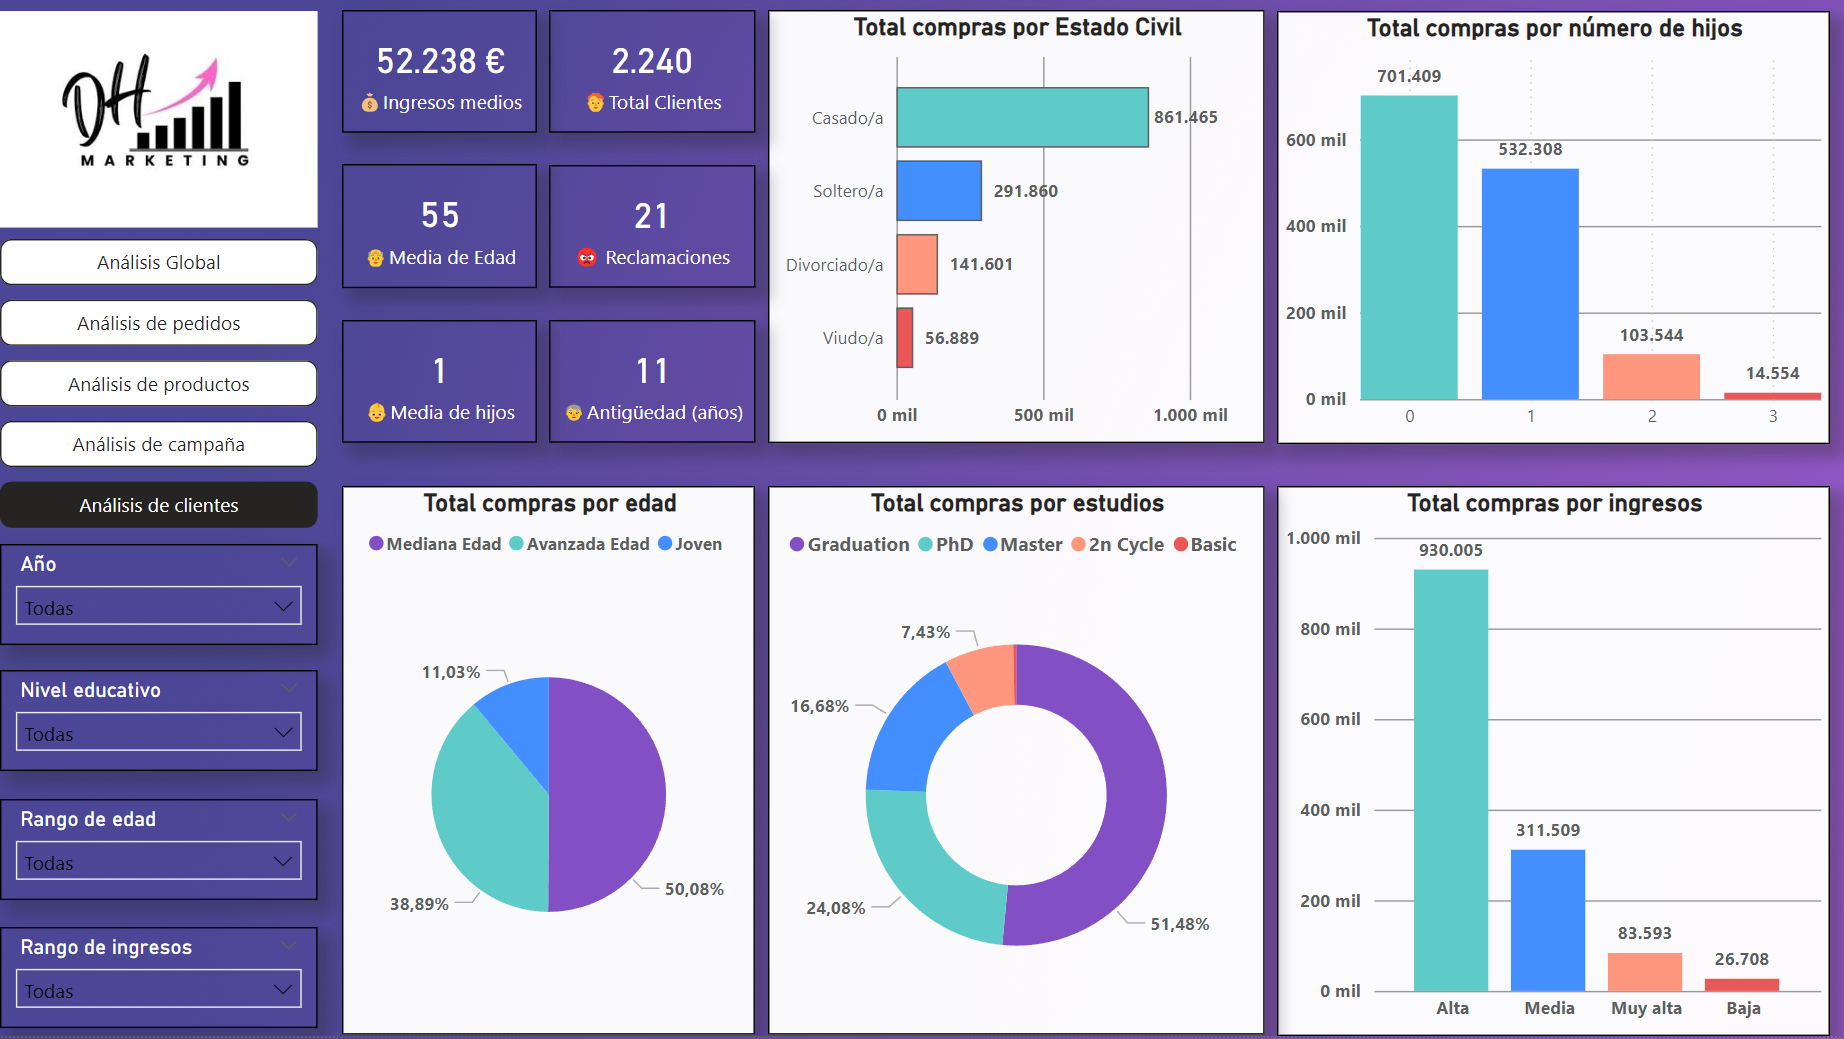 DH
MARKETING
Análisis Global
Análisis de pedidos
Análisis de productos
Análisis de campaña
Análisis de clientes
Año
Todas
Nivel educativo
Todas
Rango de edad
Todas
Rango de ingresos
Todas
52.238 €
Ingresos medios
2.240
Total Clientes
55
Media de Edad
21
Reclamaciones
1
Media de hijos
11
Antigüedad (años)
Total compras por Estado Civil
Casado/a
861.465
Soltero/a
291.860
Divorciado/a
141.601
Viudo/a
56.889
0 mil
500 mil
1.000 mil
Total compras por número de hijos
701.409
600 mil
532.308
400 mil
200 mil
103.544
14.554
0 mil
0
1
2
3
Total compras por edad
Mediana Edad
Avanzada Edad
Joven
11,03%
38,89%
50,08%
Total compras por estudios
Graduation
PhD
Master
2n Cycle
Basic
7,43%
16,68%
24,08%
51,48%
Total compras por ingresos
1.000 mil
930.005
800 mil
600 mil
400 mil
311.509
200 mil
83.593
26.708
0 mil
Alta
Media
Muy alta
Baja